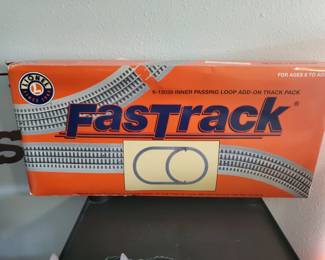 LIONEL
6-12028 INNER PASSING LOOP ADD-ON TRACK PACK
FOR AGES 8 TO AD
FASTRACK®
s